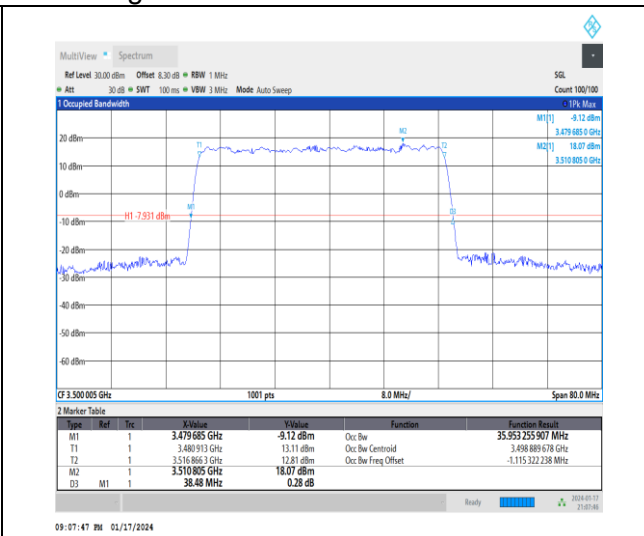 MultiView Spectrum
Ref Level 30.00 dBm Offset 8.30 dB RBW 1 MHz SGL
Att 30 dB SWT 100 ms VBW 3 MHz Mode Auto Sweep Count 100/100
1 Occupied Bandwidth 1Pk Max
M1[1] -9.12 dBm
3.479 685 0 GHz
M2[1] 18.07 dBm
3.510 805 0 GHz
20 dBm
T1
M2
T2
10 dBm
0 dBm
M1
D3
H1 -7.931 dBm
-10 dBm
-20 dBm
-30 dBm
-40 dBm
-50 dBm
-60 dBm
CF 3.500 005 GHz 1001 pts 8.0 MHz/ Span 80.0 MHz
2 Marker Table
Type Ref Trc X-Value Y-Value Function Function Result
M1 1 3.479 685 GHz -9.12 dBm Occ Bw 35.953 255 907 MHz
T1 1 3.480 913 GHz 13.11 dBm Occ Bw Centroid 3.498 889 678 GHz
T2 1 3.516 866 3 GHz 12.81 dBm Occ Bw Freq Offset -1.115 322 238 MHz
M2 1 3.510 805 GHz 18.07 dBm
D3 M1 1 38.48 MHz 0.28 dB
Ready 2024-01-17
21:07:46
09:07:47 PM 01/17/2024